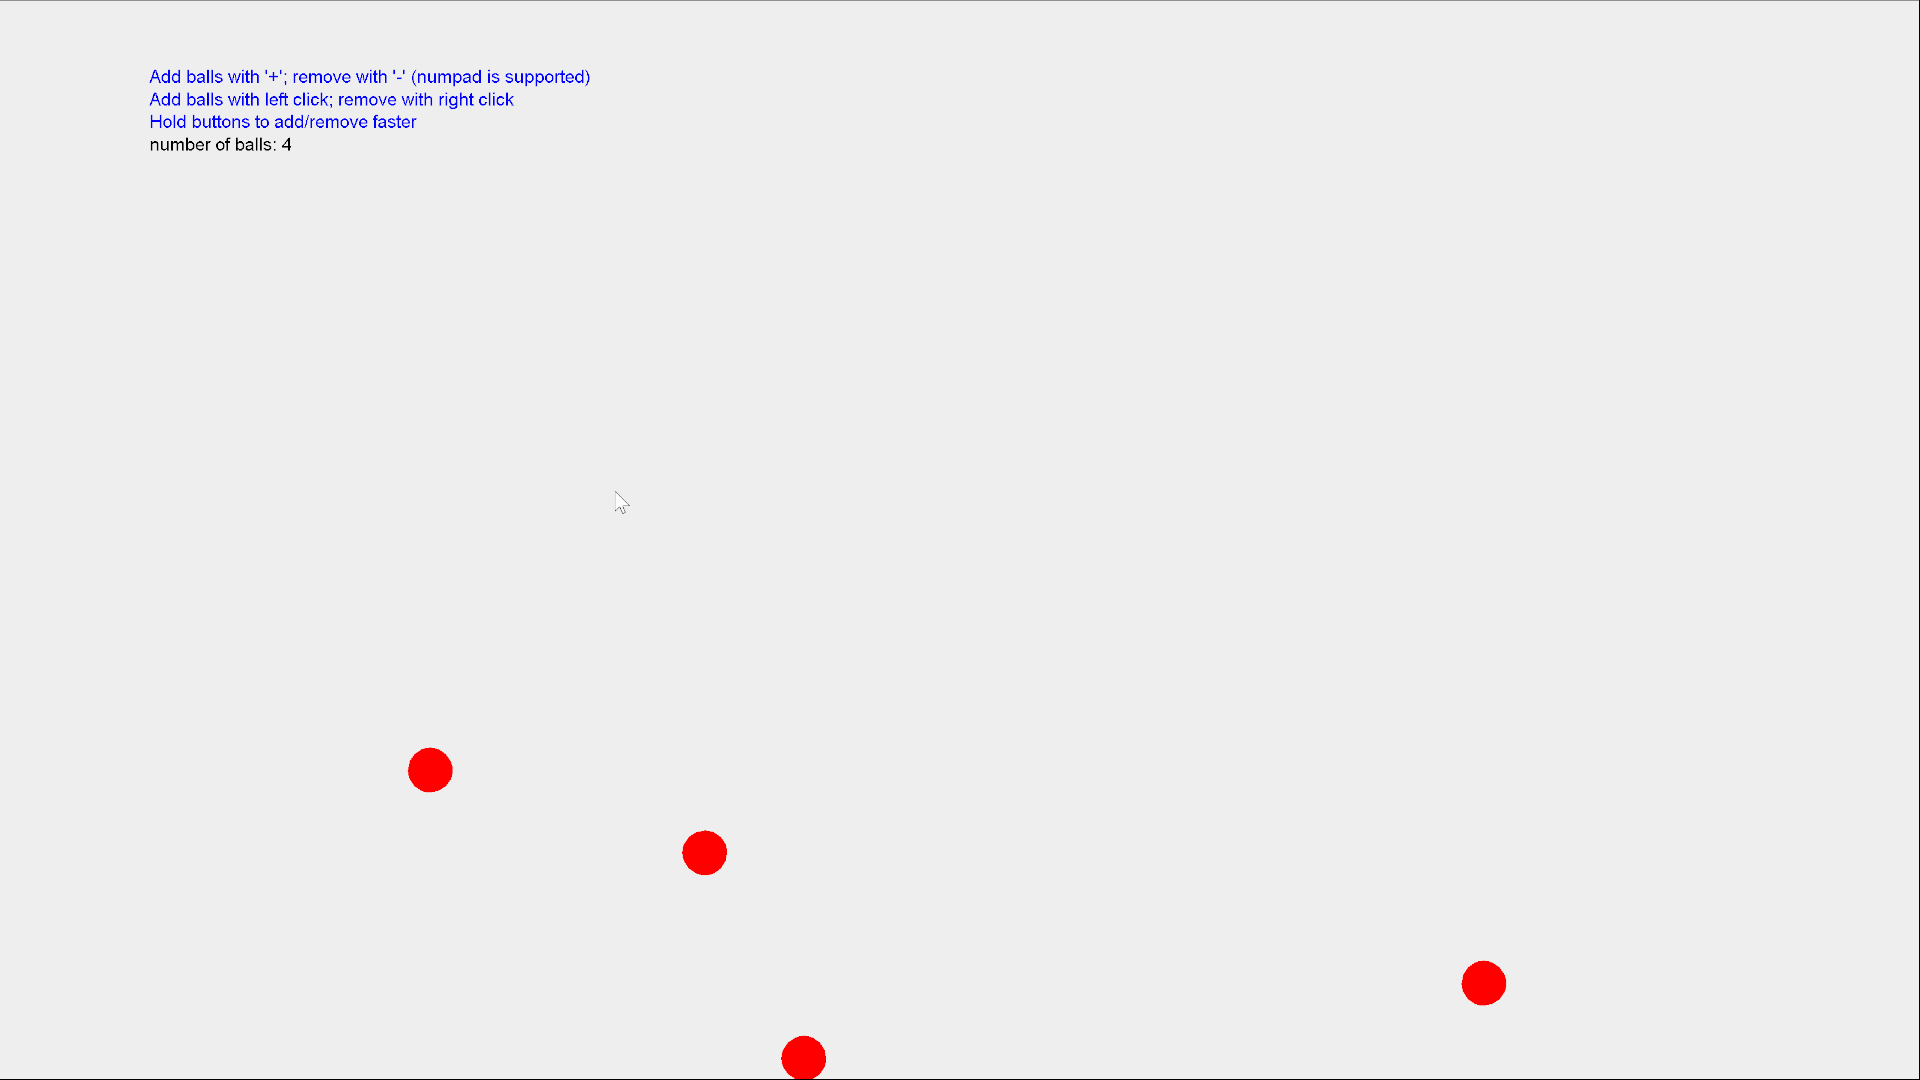 Add balls with '+'; remove with '-' (numpad is supported)
Add balls with left click; remove with right click
Hold buttons to add/remove faster
number of balls: 4